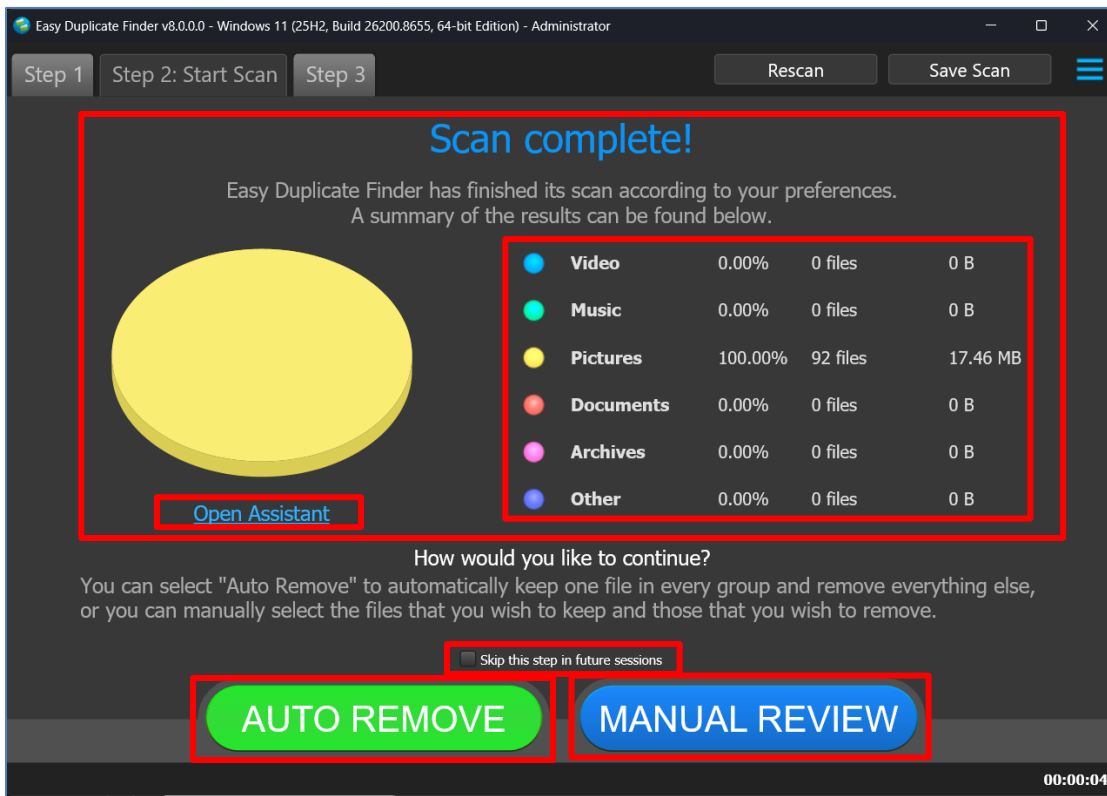 Easy Duplicate Finder v8.0.0.0 - Windows 11 (25H2, Build 26200.8655, 64-bit Edition) - Administrator
Step 1 Step 2: Start Scan Step 3 Rescan Save Scan
Scan complete!
Easy Duplicate Finder has finished its scan according to your preferences.
A summary of the results can be found below.
Video 0.00% 0 files 0 B
Music 0.00% 0 files 0 B
Pictures 100.00% 92 files 17.46 MB
Documents 0.00% 0 files 0 B
Archives 0.00% 0 files 0 B
Other 0.00% 0 files 0 B
Open Assistant
How would you like to continue?
You can select "Auto Remove" to automatically keep one file in every group and remove everything else,
or you can manually select the files that you wish to keep and those that you wish to remove.
Skip this step in future sessions
AUTO REMOVE MANUAL REVIEW
00:00:04